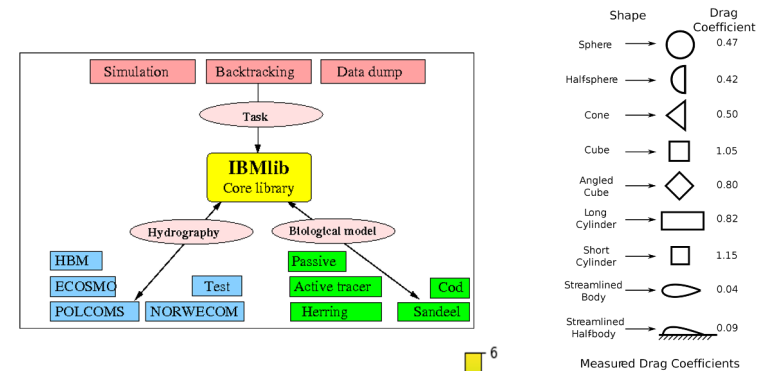 Simulation
Backtracking
Data dump
Task
IBMlib
Core library
Hydrography
Biological model
HBM
ECOSMO
POLCOMS
Test
NORWECOM
Passive
Active tracer
Herring
Cod
Sandeel
6
Shape
Drag
Coefficient
Sphere 0.47
Halfsphere 0.42
Cone 0.50
Cube 1.05
Angled
Cube 0.80
Long
Cylinder 0.82
Short
Cylinder 1.15
Streamlined
Body 0.04
Streamlined
Halfbody 0.09
Measured Drag Coefficients